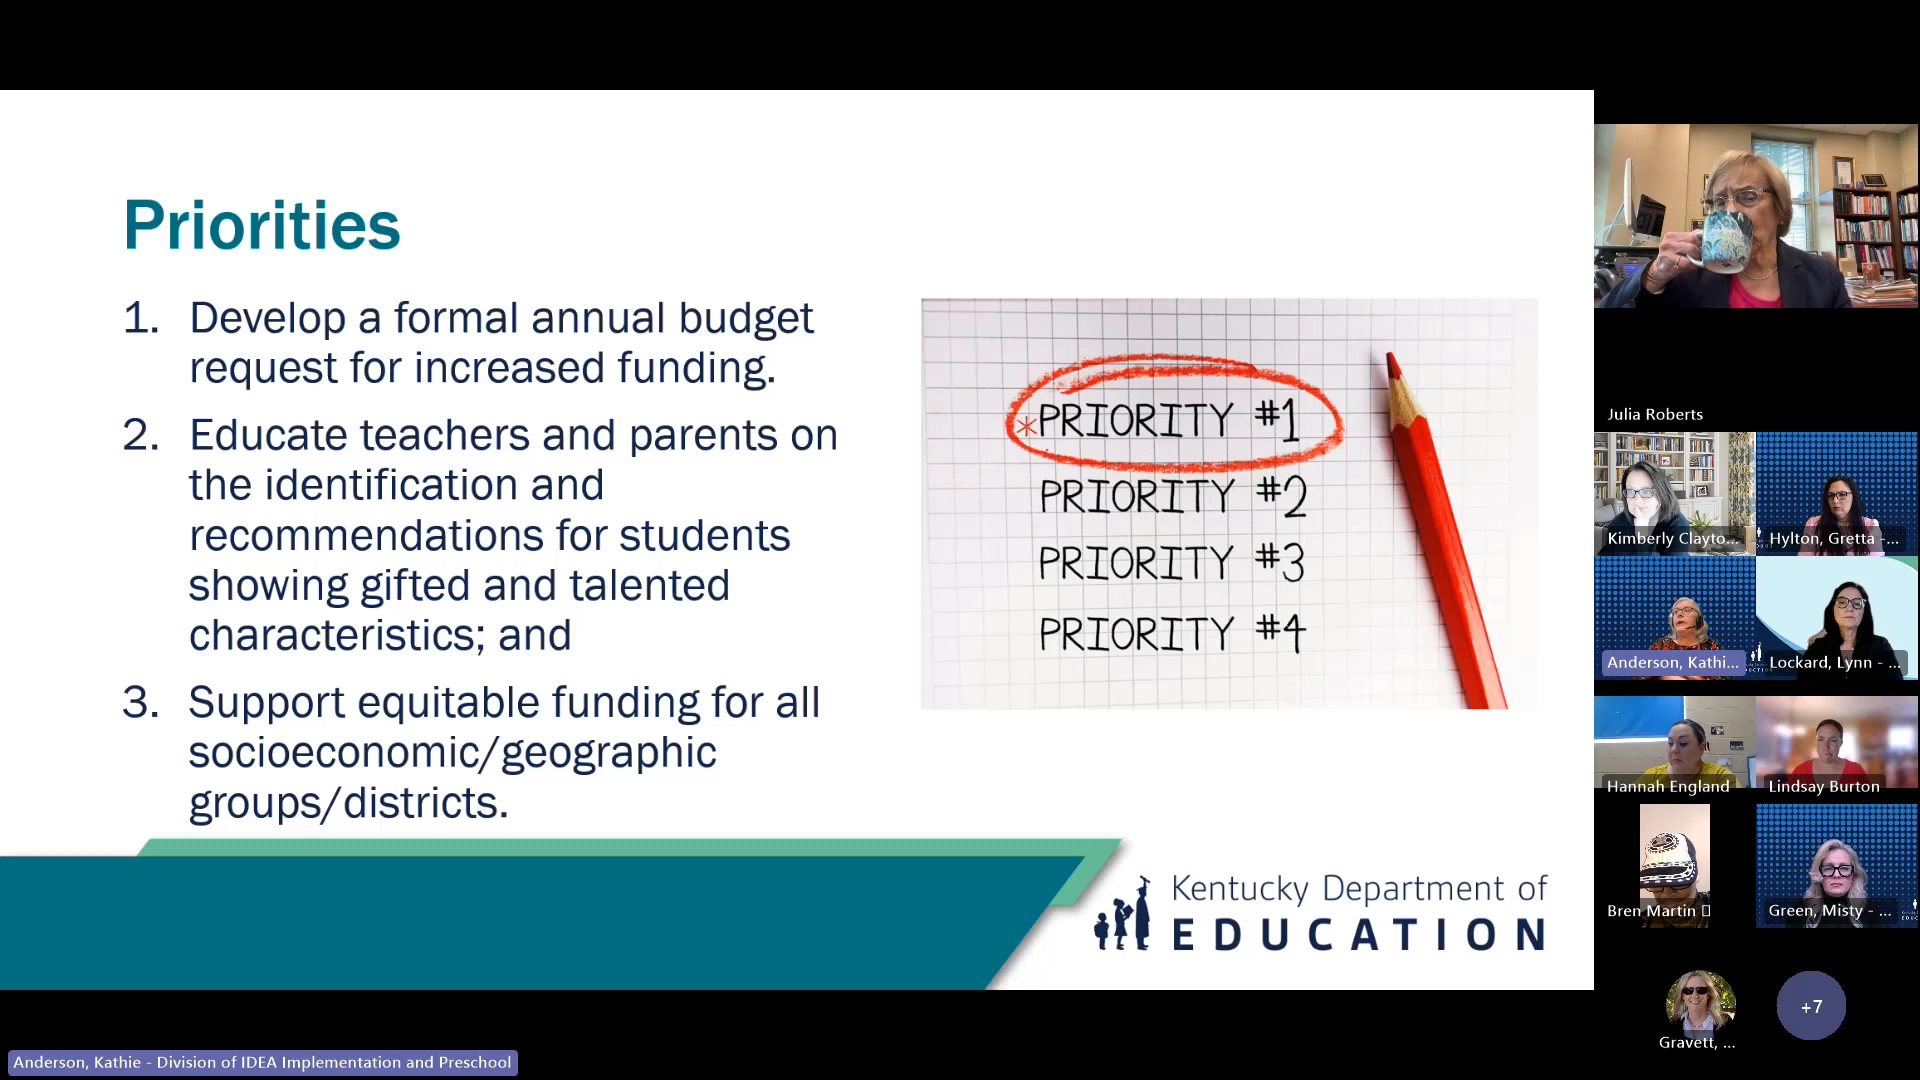 Priorities
1. Develop a formal annual budget
request for increased funding.
2. Educate teachers and parents on
the identification and
recommendations for students
showing gifted and talented
characteristics; and
3. Support equitable funding for all
socioeconomic/geographic
groups/districts.
*PRIORITY #1
PRIORITY #2
PRIORITY #3
PRIORITY #4
Kentucky Department of
EDUCATION
Julia Roberts
Kimberly Clayto...
Hylton, Gretta -...
Anderson, Kathi...
Lockard, Lynn - ...
Hannah England
Lindsay Burton
Bren Martin
Green, Misty - ...
Gravett, ...
+7
Anderson, Kathie - Division of IDEA Implementation and Preschool